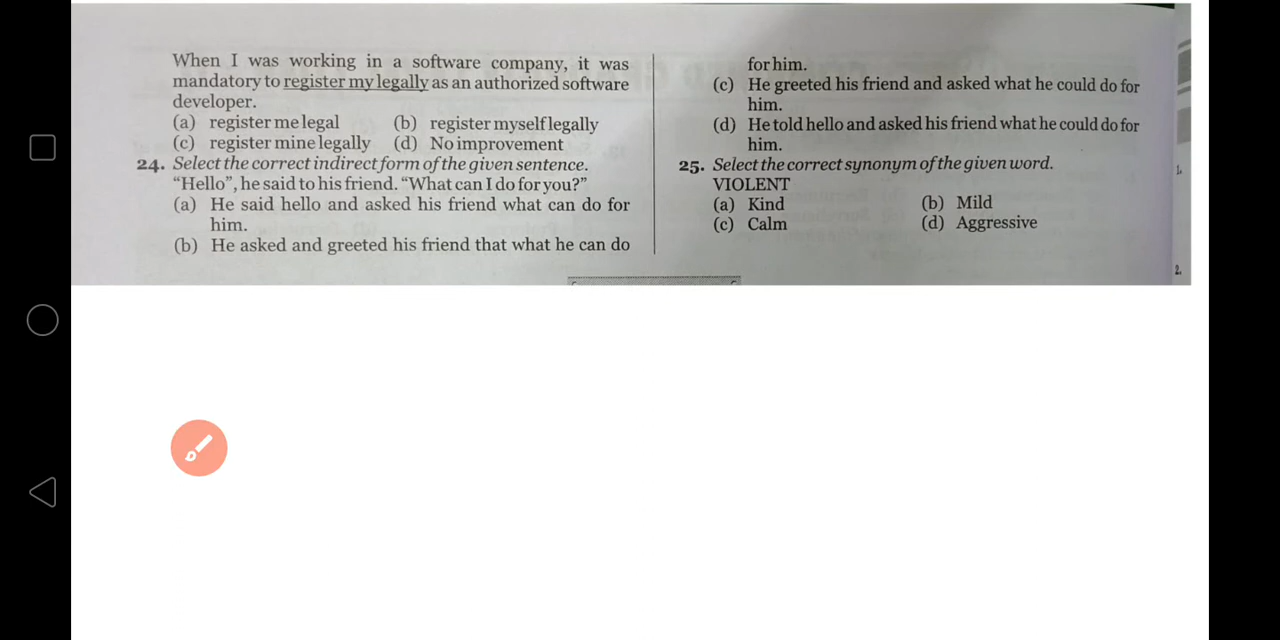 When I was working in a software company, it was
mandatory to register my legally as an authorized software
developer.
(a) register me legal (b) register myself legally
(c) register mine legally (d) No improvement
24. Select the correct indirect form of the given sentence.
“Hello”, he said to his friend. “What can I do for you?”
(a) He said hello and asked his friend what can do for
him.
(b) He asked and greeted his friend that what he can do
for him.
(c) He greeted his friend and asked what he could do for
him.
(d) He told hello and asked his friend what he could do for
him.
25. Select the correct synonym of the given word.
VIOLENT
(a) Kind (b) Mild
(c) Calm (d) Aggressive
1.
2.